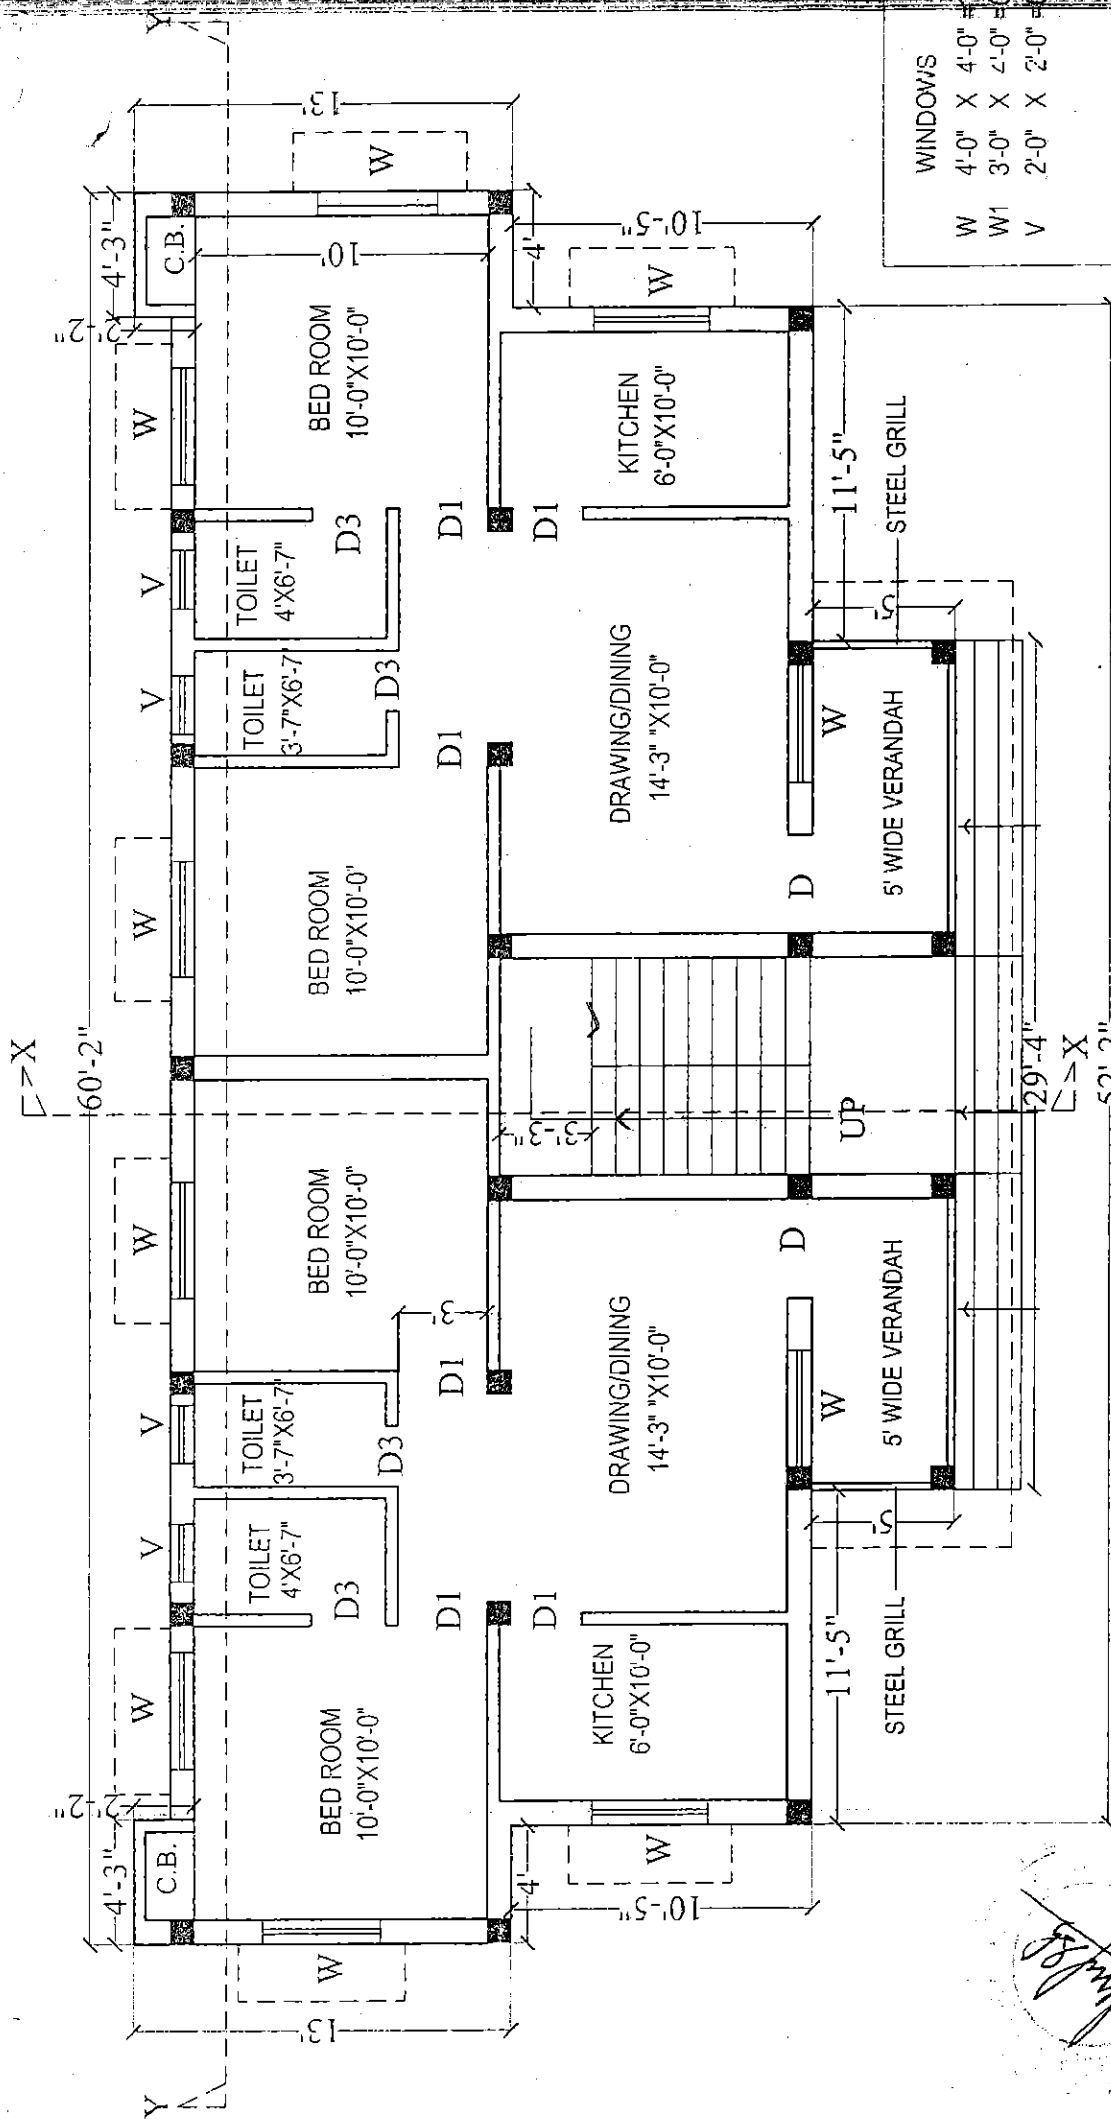 X
60'-2"
Y
Y
4'-3"
4'-3"
2'-2"
2'-2"
C.B.
C.B.
W
V
V
W
W
V
V
W
13'
13'
W
W
BED ROOM
10'-0"X10'-0"
D3
TOILET
4'X6'-7"
TOILET
3'-7"X6'-7'
D3
BED ROOM
10'-0"X10'-0"
BED ROOM
10'-0"X10'-0"
TOILET
3'-7"X6'-7'
D3
TOILET
4'X6'-7"
D3
BED ROOM
10'-0"X10'-0"
10'
3'
D1
D1
D1
D1
4'
4'
D1
D1
10'-5"
10'-5"
W
W
KITCHEN
6'-0"X10'-0"
DRAWING/DINING
14'-3" "X10'-0"
3'-3"
UP
DRAWING/DINING
14'-3" "X10'-0"
KITCHEN
6'-0"X10'-0"
D
D
W
W
11'-5"
11'-5"
5'
5'
STEEL GRILL
5' WIDE VERANDAH
5' WIDE VERANDAH
STEEL GRILL
29'-4"
X
52'-2"
WINDOWS
W 4'-0" X 4'-0"
W1 3'-0" X
V 2'-0" X 2'-0"